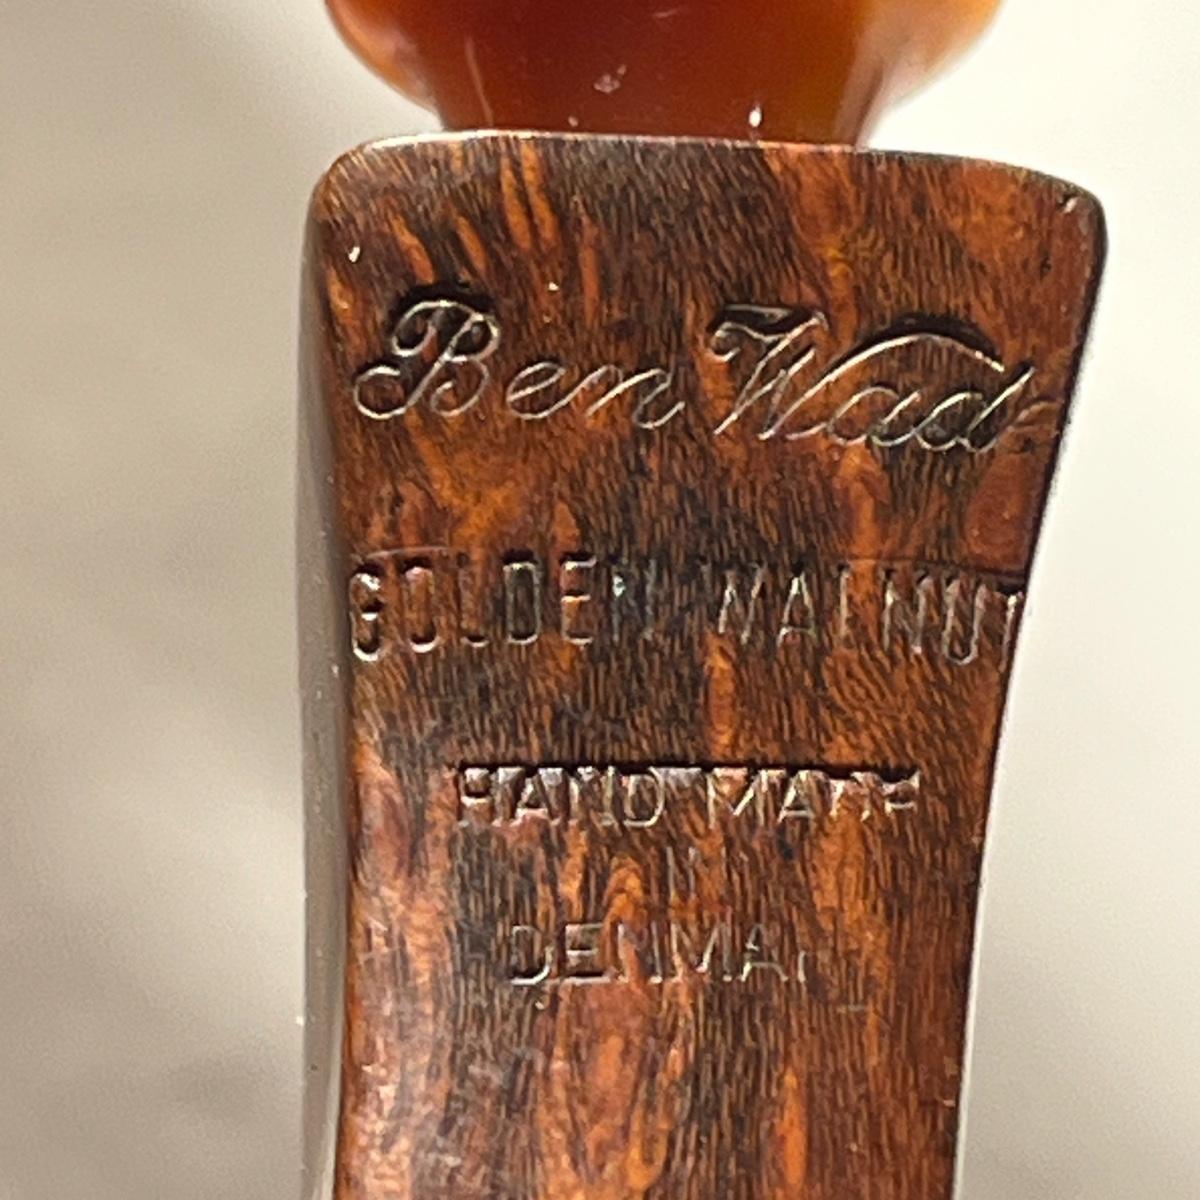 Ben Wade
GOLDEN WALNUT
HAND MADE
IN
DENMARK